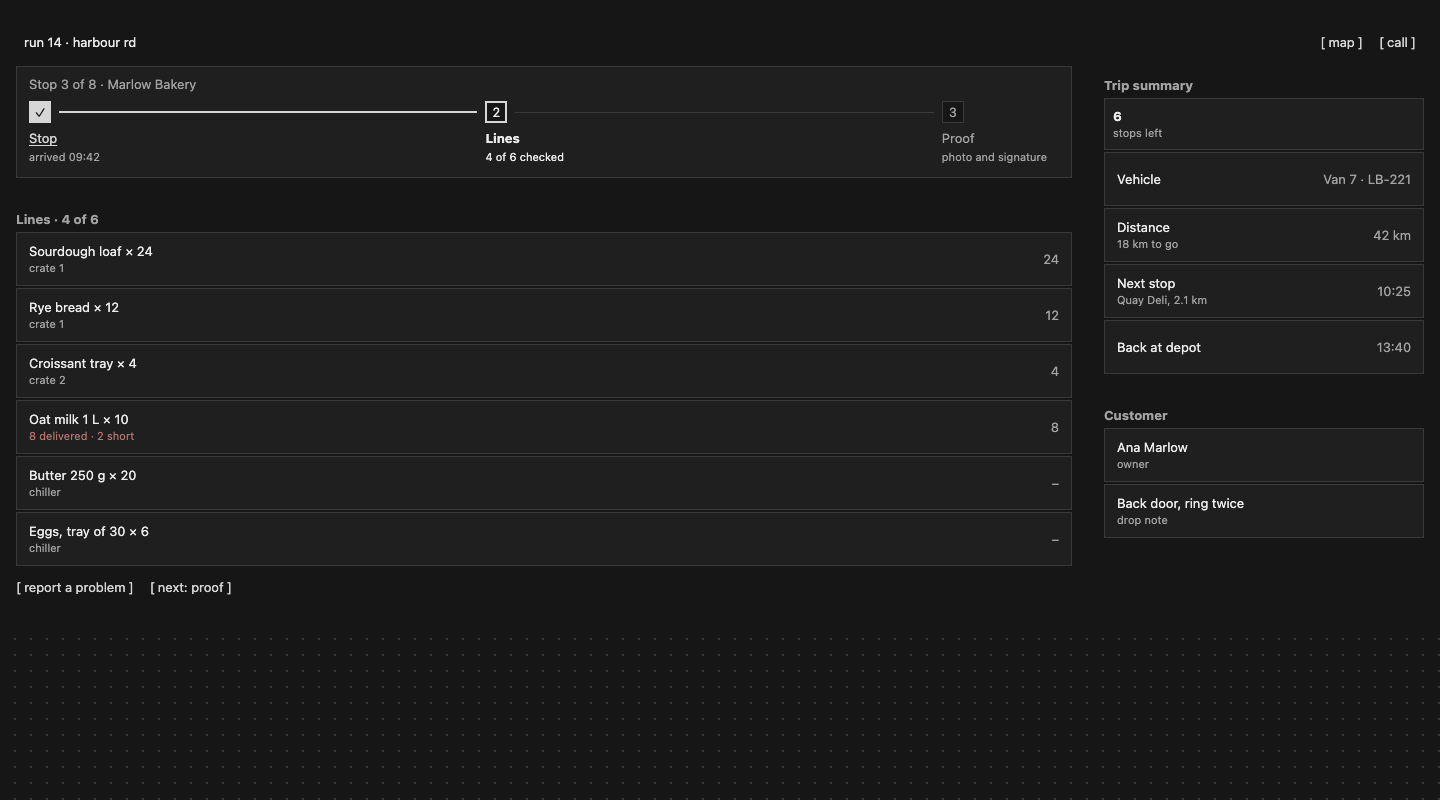 run 14 · harbour rd
[ map ] [ call ]
Stop 3 of 8 · Marlow Bakery
✓ 2 3
Stop Lines Proof
arrived 09:42 4 of 6 checked photo and signature
Lines · 4 of 6
Sourdough loaf × 24
crate 1
24
Rye bread × 12
crate 1
12
Croissant tray × 4
crate 2
4
Oat milk 1 L × 10
8 delivered · 2 short
8
Butter 250 g × 20
chiller
–
Eggs, tray of 30 × 6
chiller
–
[ report a problem ] [ next: proof ]
Trip summary
6
stops left
Vehicle
Van 7 · LB-221
Distance
18 km to go
42 km
Next stop
Quay Deli, 2.1 km
10:25
Back at depot
13:40
Customer
Ana Marlow
owner
Back door, ring twice
drop note